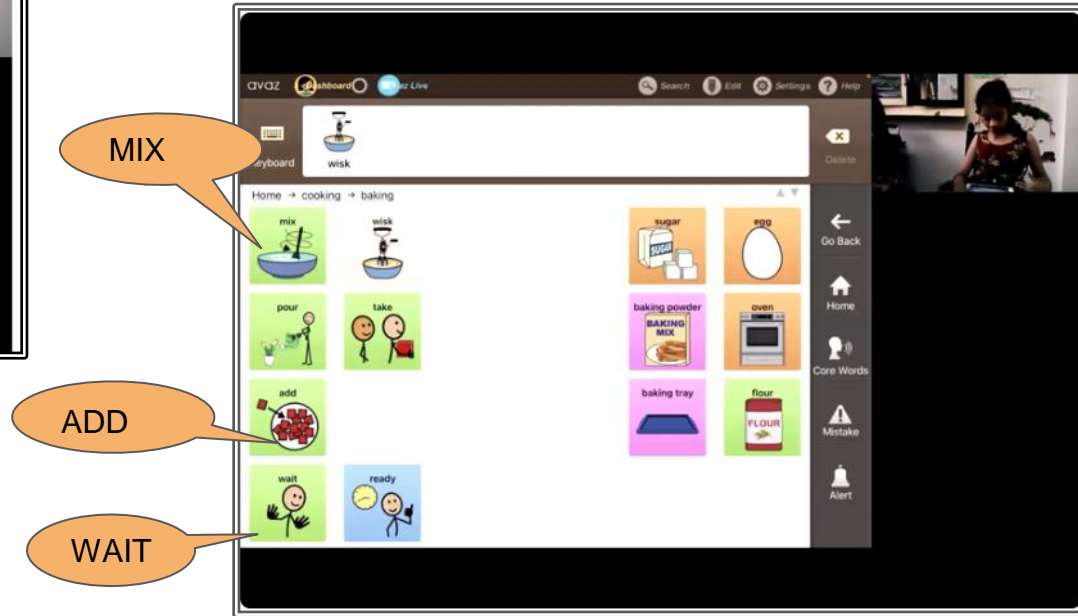 avaz Dashboard Live Search Edit Settings Help
MIX
wisk
Delete
Home → cooking → baking
mix wisk sugar egg
SUGAR
Go Back
pour take baking powder oven
BAKING
MIX
Home
Core Words
ADD
add baking tray flour
FLOUR
Mistake
wait ready
Alert
WAIT